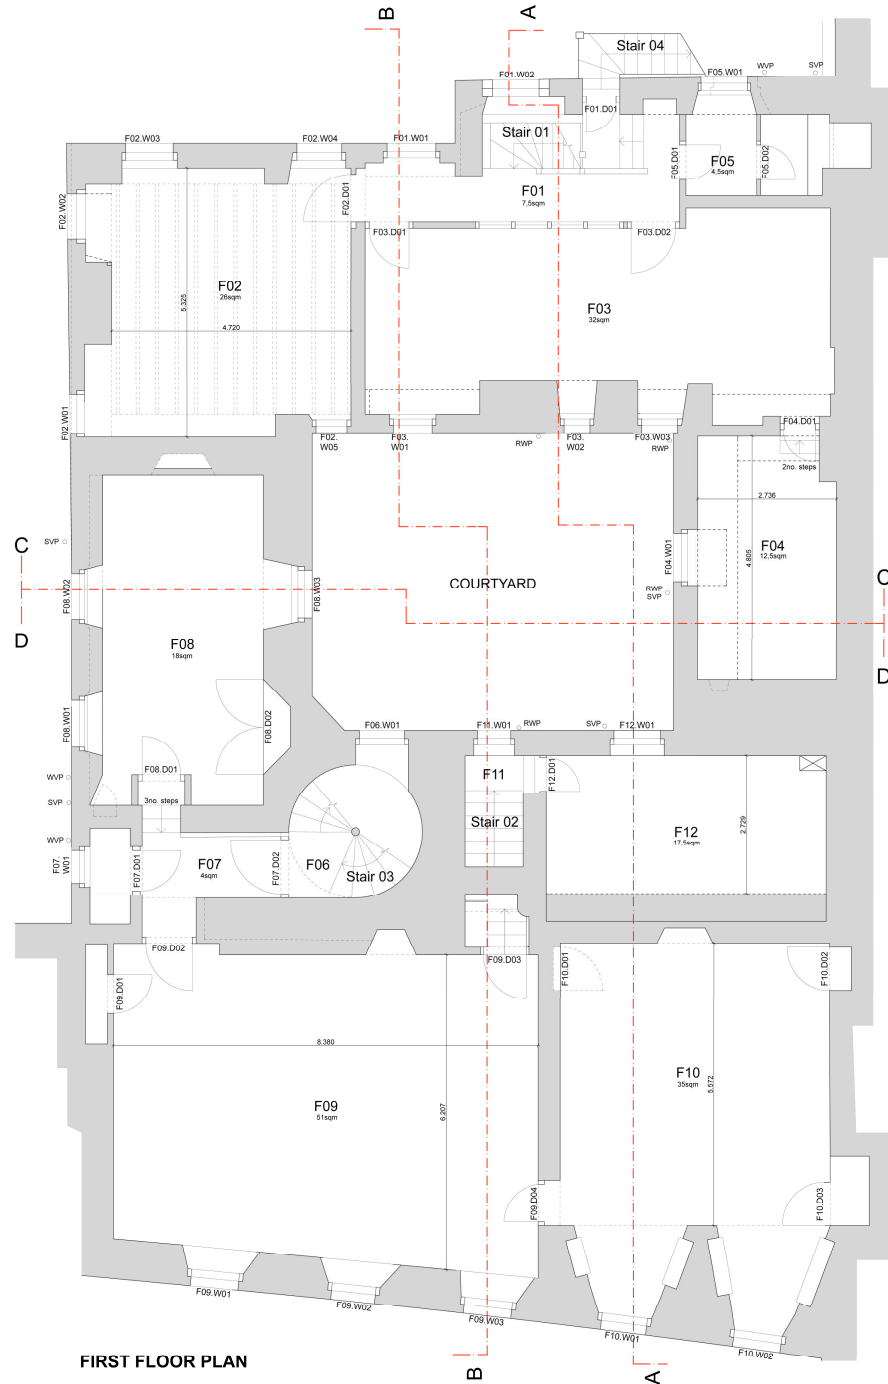 B
A
Stair 04
F01.W02
F05.W01
WVP
SVP
F01.D01
F02.W03
F02.W04
F01.W01
Stair 01
F05.D01
F05
4,5sqm
F05.D02
F02.W02
F02.D01
F01
7,5sqm
F03.D01
F03.D02
F02
26sqm
5.325
4.720
F03
32sqm
F02.W01
F02.
W05
F03.
W01
RWP
F03.
W02
F03.W03
RWP
F04.D01
2no. steps
2.736
4.805
F04
12,5sqm
F04.W01
RWP
SVP
C
SVP
D
C
D
COURTYARD
F08.W02
F08.W03
F08
18sqm
F08.W01
F08.D02
F06.W01
F11.W01
RWP
SVP
F12.W01
WVP
F08.D01
3no. steps
SVP
WVP
F11
F12.D01
Stair 02
F12
17,5sqm
2.729
F07.
W01
F07.D01
F07
4sqm
F07.D02
F06
Stair 03
F09.D02
F09.D01
F09.D03
F10.D01
F10.D02
8.380
6.207
F09
51sqm
F10
35sqm
5.572
F09.D04
F10.D03
F09.W01
F09.W02
F09.W03
F10.W01
F10.W02
FIRST FLOOR PLAN
B
A